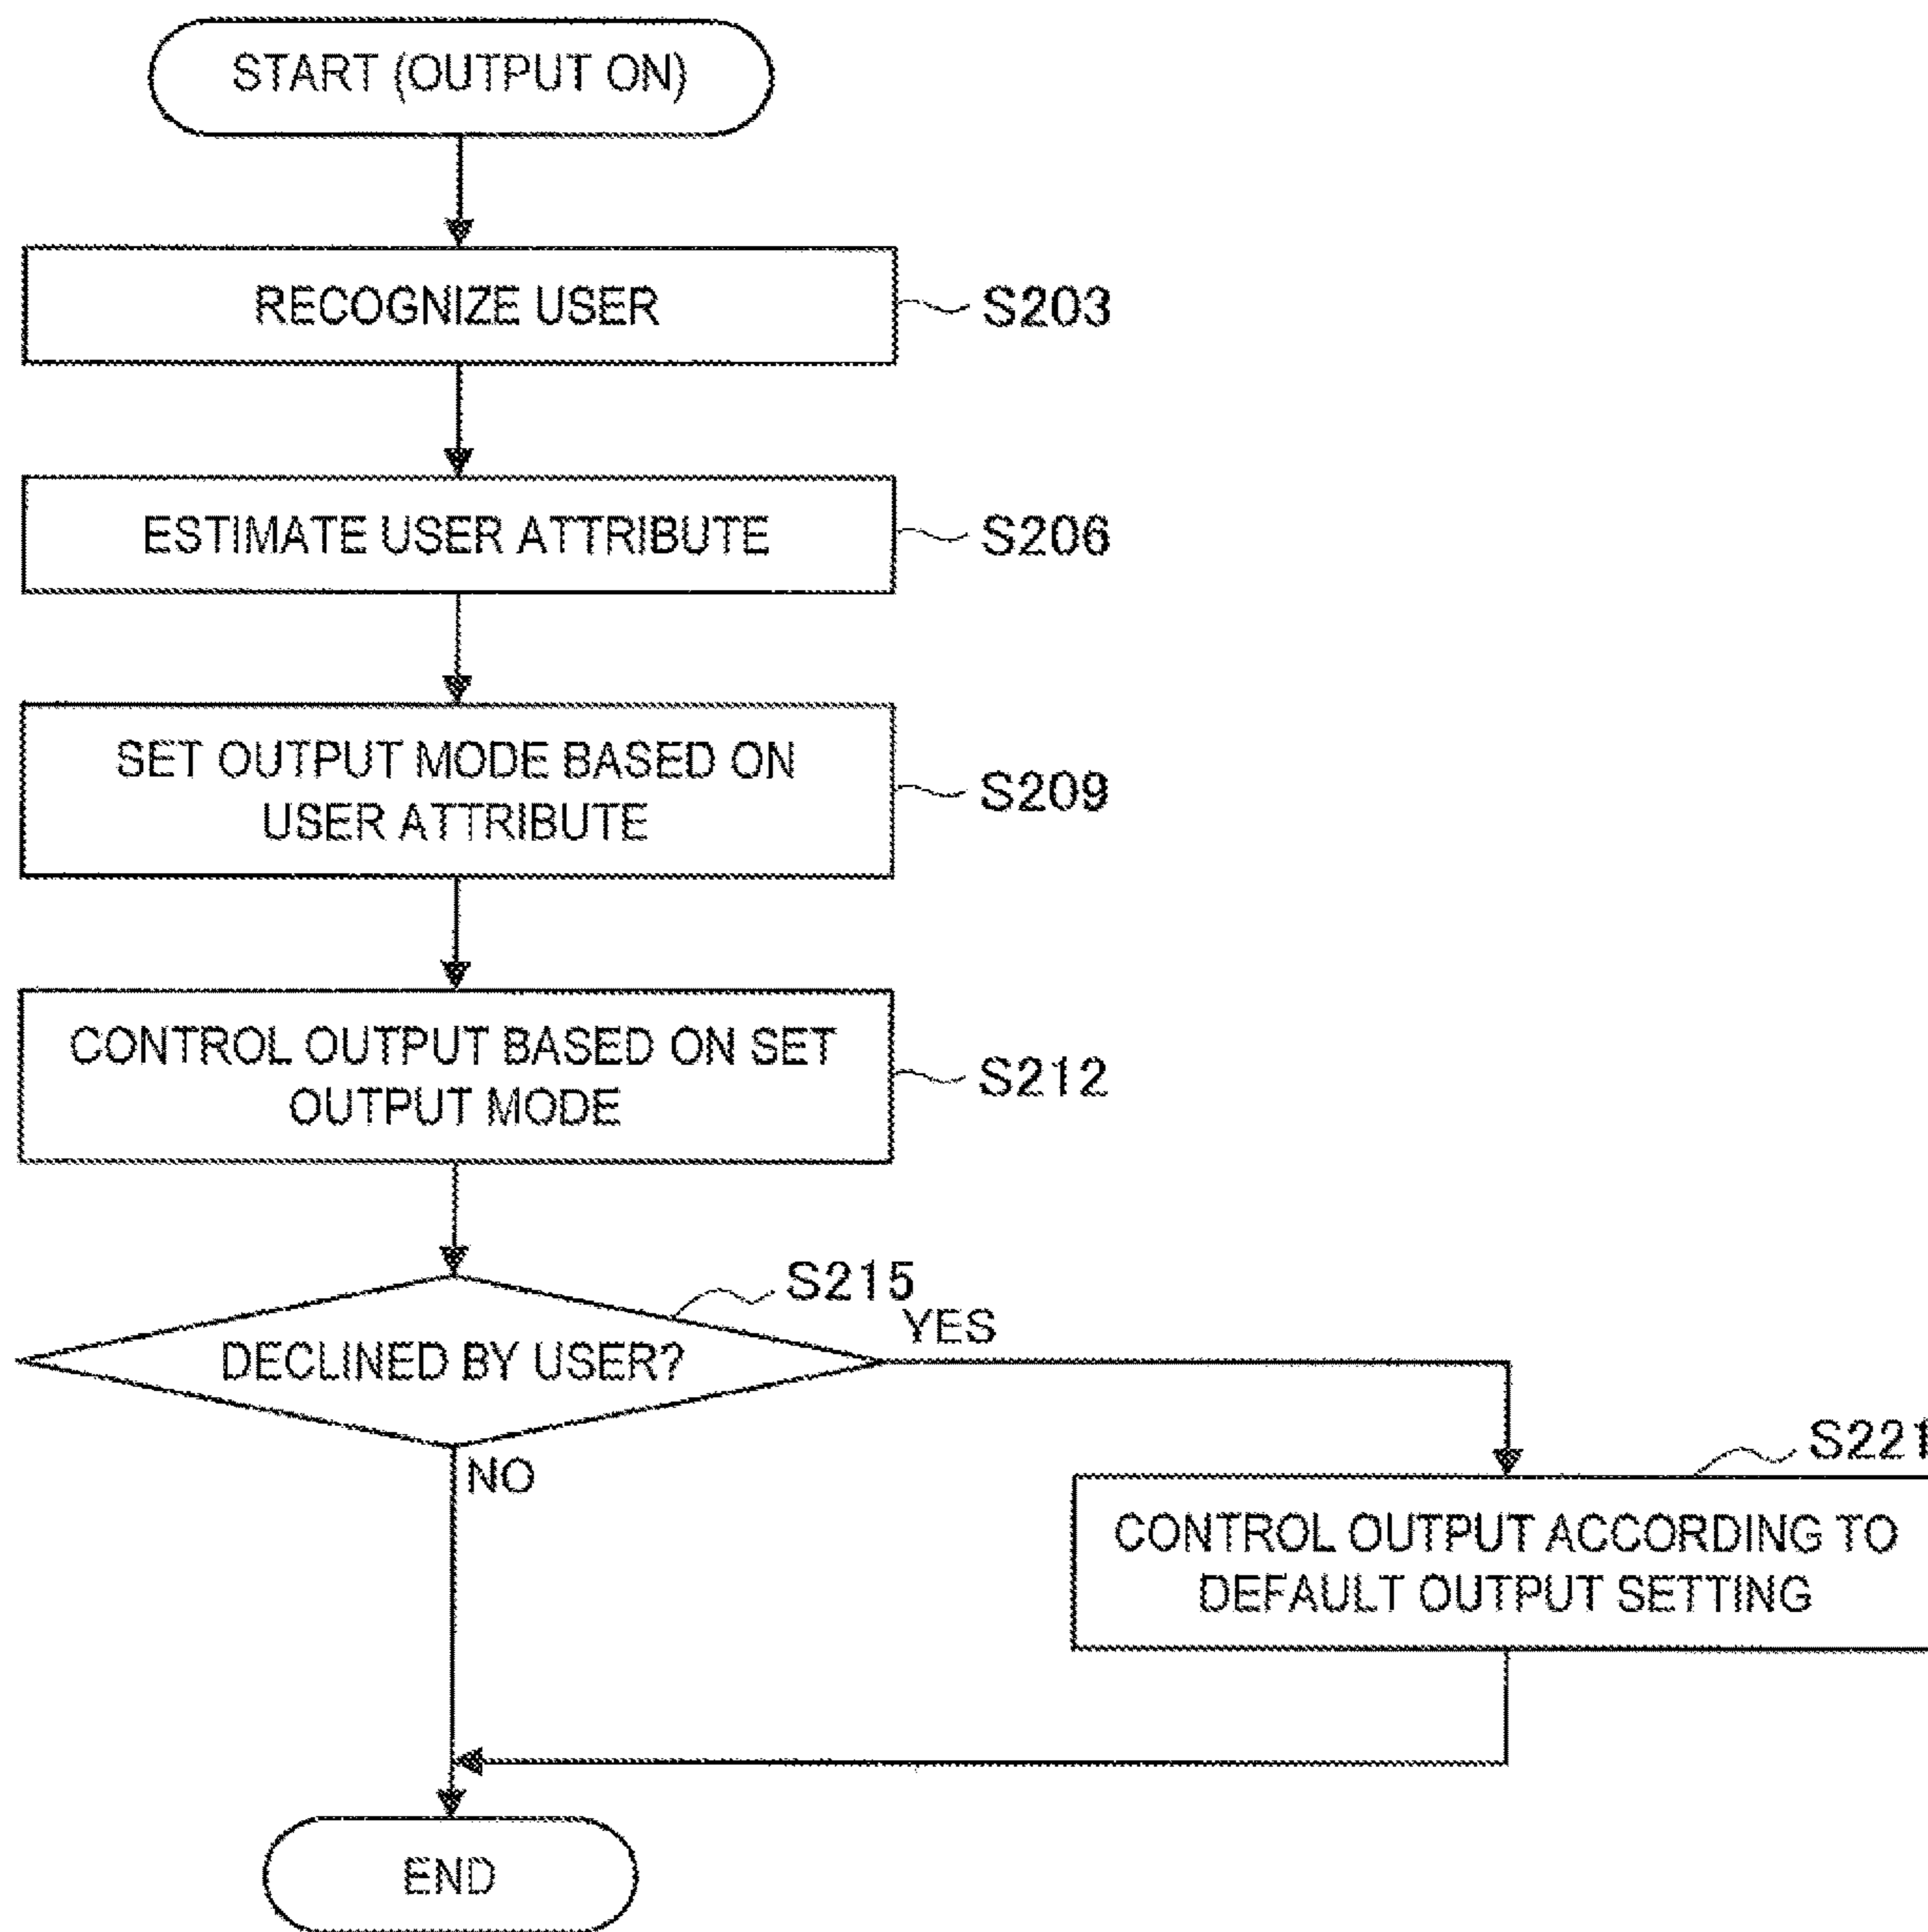 START (OUTPUT ON)
RECOGNIZE USER
S203
ESTIMATE USER ATTRIBUTE
S206
SET OUTPUT MODE BASED ON
USER ATTRIBUTE
S209
CONTROL OUTPUT BASED ON SET
OUTPUT MODE
S212
S215
DECLINED BY USER?
YES
NO
S221
CONTROL OUTPUT ACCORDING TO
DEFAULT OUTPUT SETTING
END